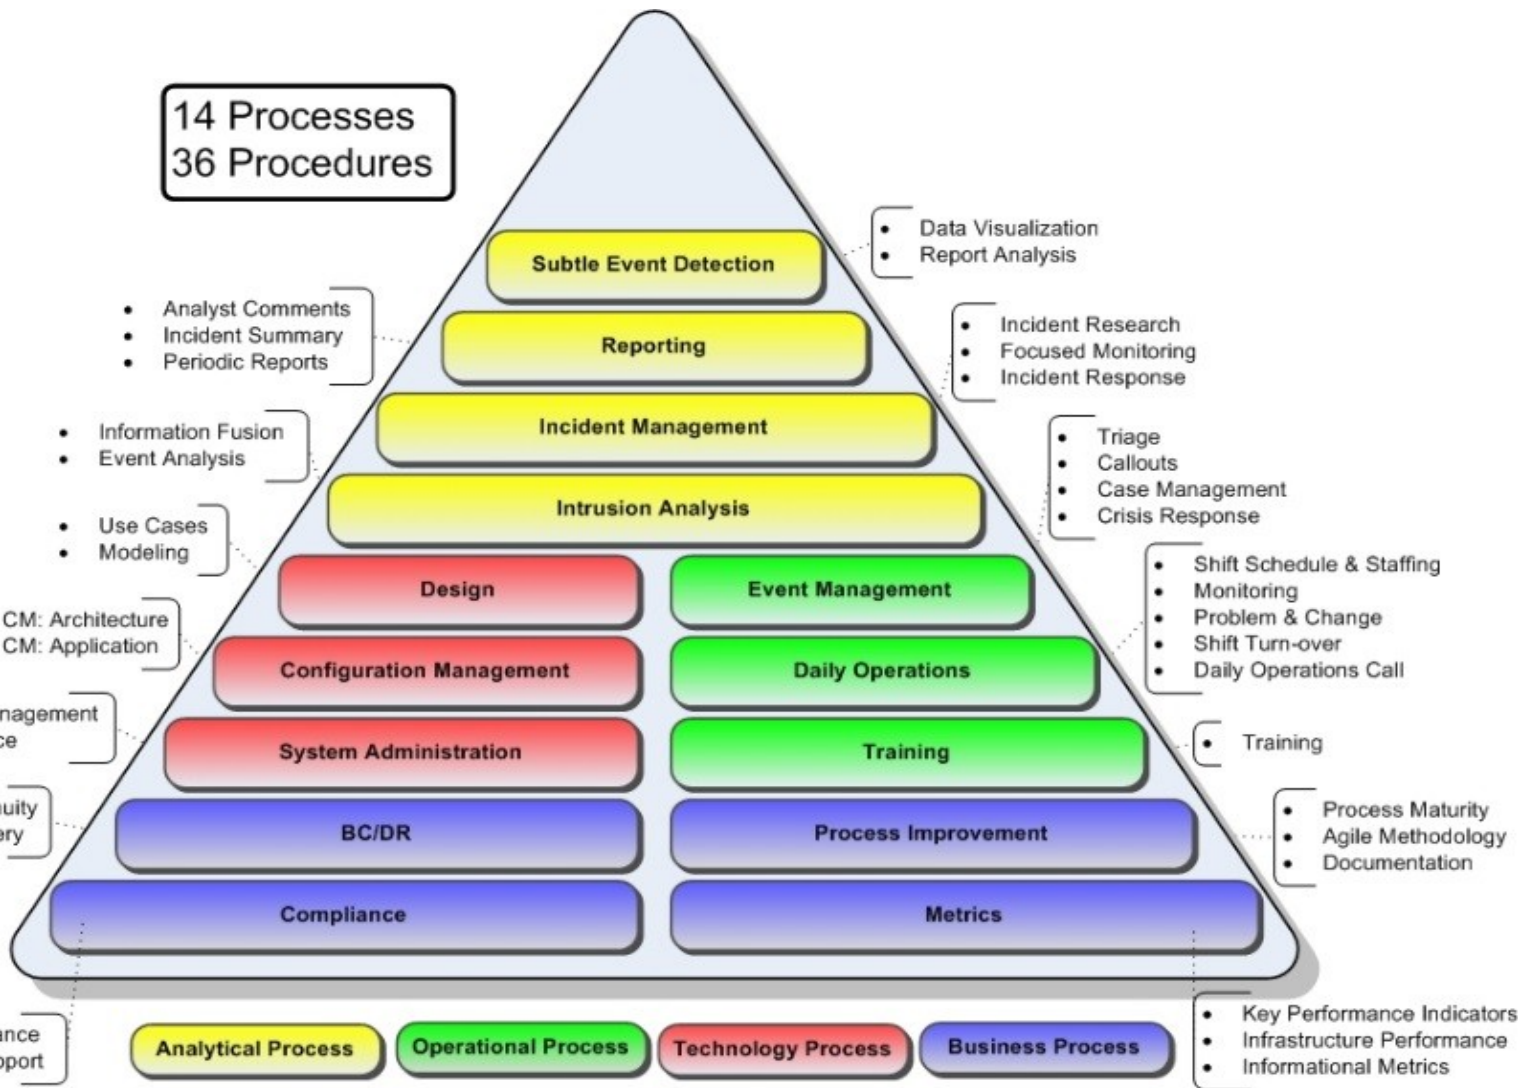 14 Processes
36 Procedures
Subtle Event Detection
• Data Visualization
• Report Analysis
Reporting
• Analyst Comments
• Incident Summary
• Periodic Reports
Incident Management
• Incident Research
• Focused Monitoring
• Incident Response
Intrusion Analysis
• Information Fusion
• Event Analysis
Design
• Use Cases
• Modeling
Event Management
• Triage
• Callouts
• Case Management
• Crisis Response
Configuration Management
CM: Architecture
CM: Application
Daily Operations
• Shift Schedule & Staffing
• Monitoring
• Problem & Change
• Shift Turn-over
• Daily Operations Call
System Administration
Training
• Training
BC/DR
Process Improvement
• Process Maturity
• Agile Methodology
• Documentation
Compliance
Metrics
• Key Performance Indicators
• Infrastructure Performance
• Informational Metrics
Analytical Process
Operational Process
Technology Process
Business Process